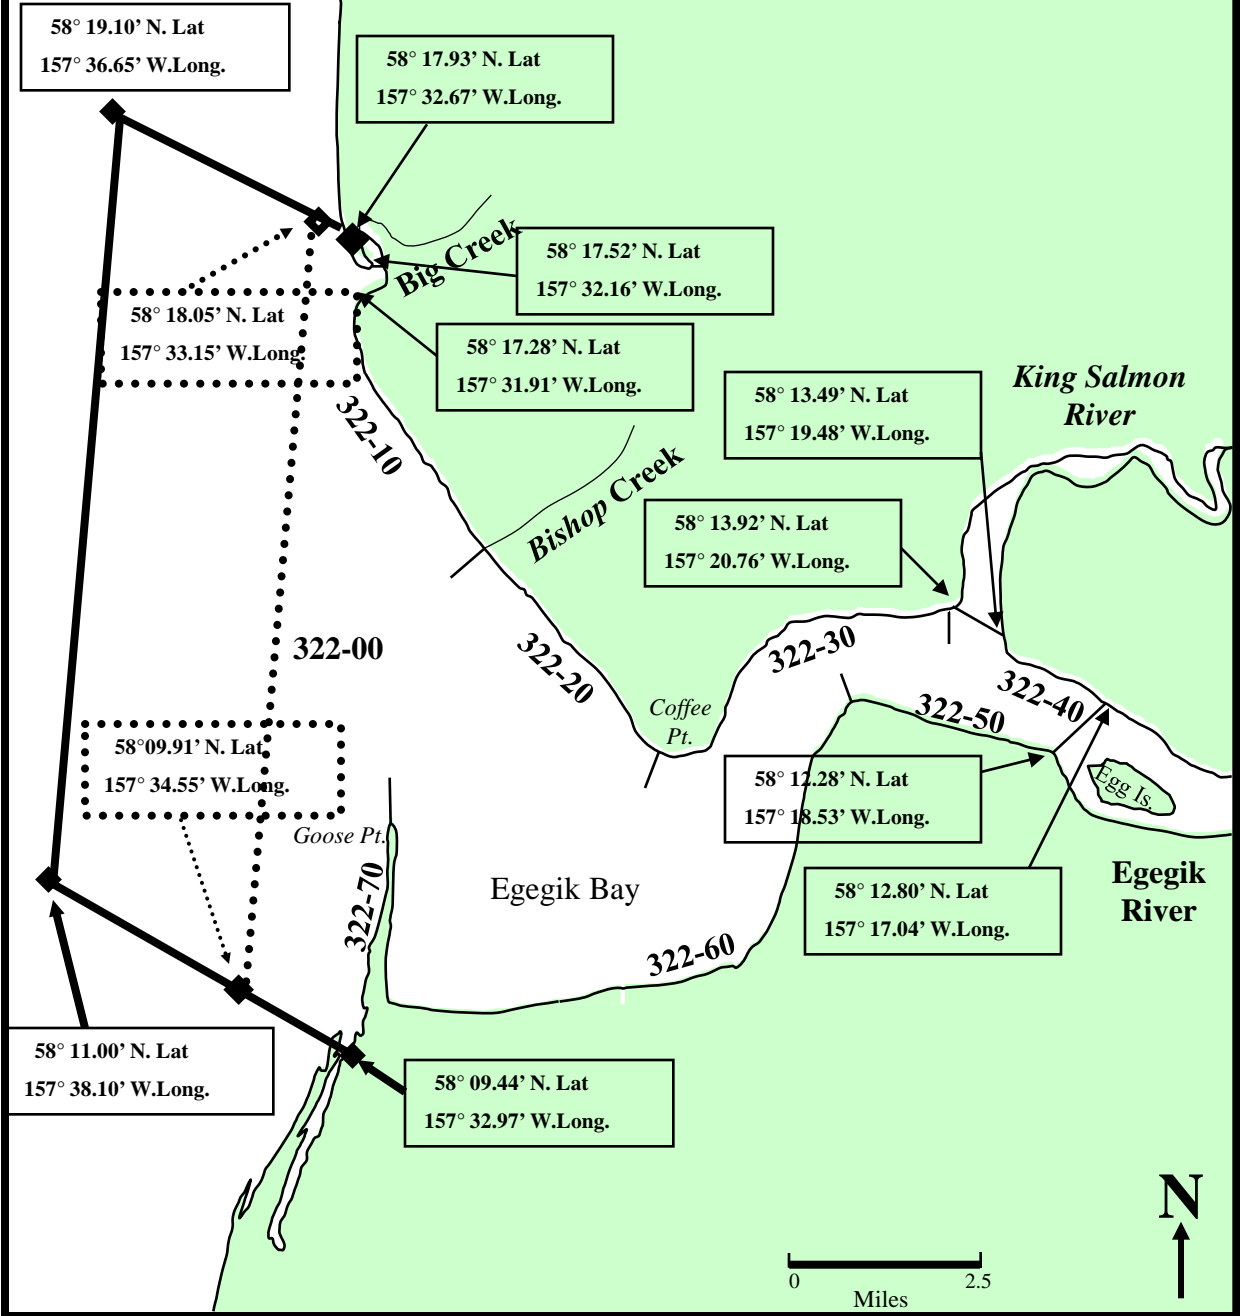 58° 19.10’ N. Lat
157° 36.65’ W.Long.
58° 17.93’ N. Lat
157° 32.67’ W.Long.
Big Creek
58° 17.52’ N. Lat
157° 32.16’ W.Long.
58° 18.05’ N. Lat
157° 33.15’ W.Long.
58° 17.28’ N. Lat
157° 31.91’ W.Long.
King Salmon
River
58° 13.49’ N. Lat
157° 19.48’ W.Long.
322-10
Bishop Creek
58° 13.92’ N. Lat
157° 20.76’ W.Long.
322-00
322-20
322-30
Coffee
Pt.
322-40
322-50
58°09.91’ N. Lat
157° 34.55’ W.Long.
58° 12.28’ N. Lat
157° 18.53’ W.Long.
Egg Is.
Goose Pt.
322-70
Egegik Bay
58° 12.80’ N. Lat
157° 17.04’ W.Long.
Egegik
River
322-60
58° 11.00’ N. Lat
157° 38.10’ W.Long.
58° 09.44’ N. Lat
157° 32.97’ W.Long.
N
0 2.5
Miles